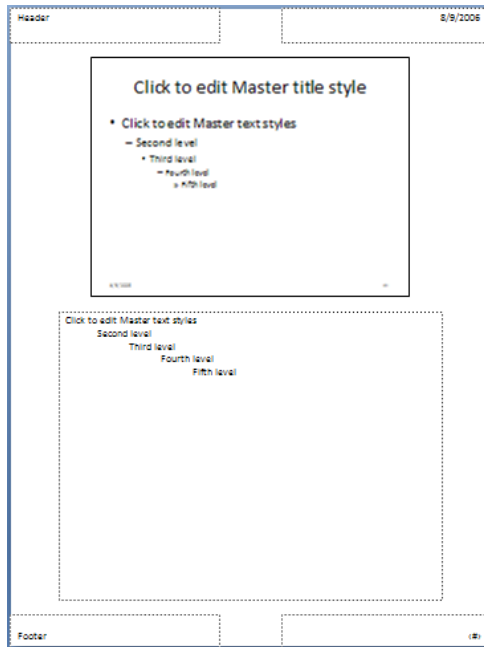 Header
8/9/2006
Click to edit Master title style
• Click to edit Master text styles
– Second level
• Third level
– Fourth level
» Fifth level
Click to edit Master text styles
Second level
Third level
Fourth level
Fifth level
Footer
(#)